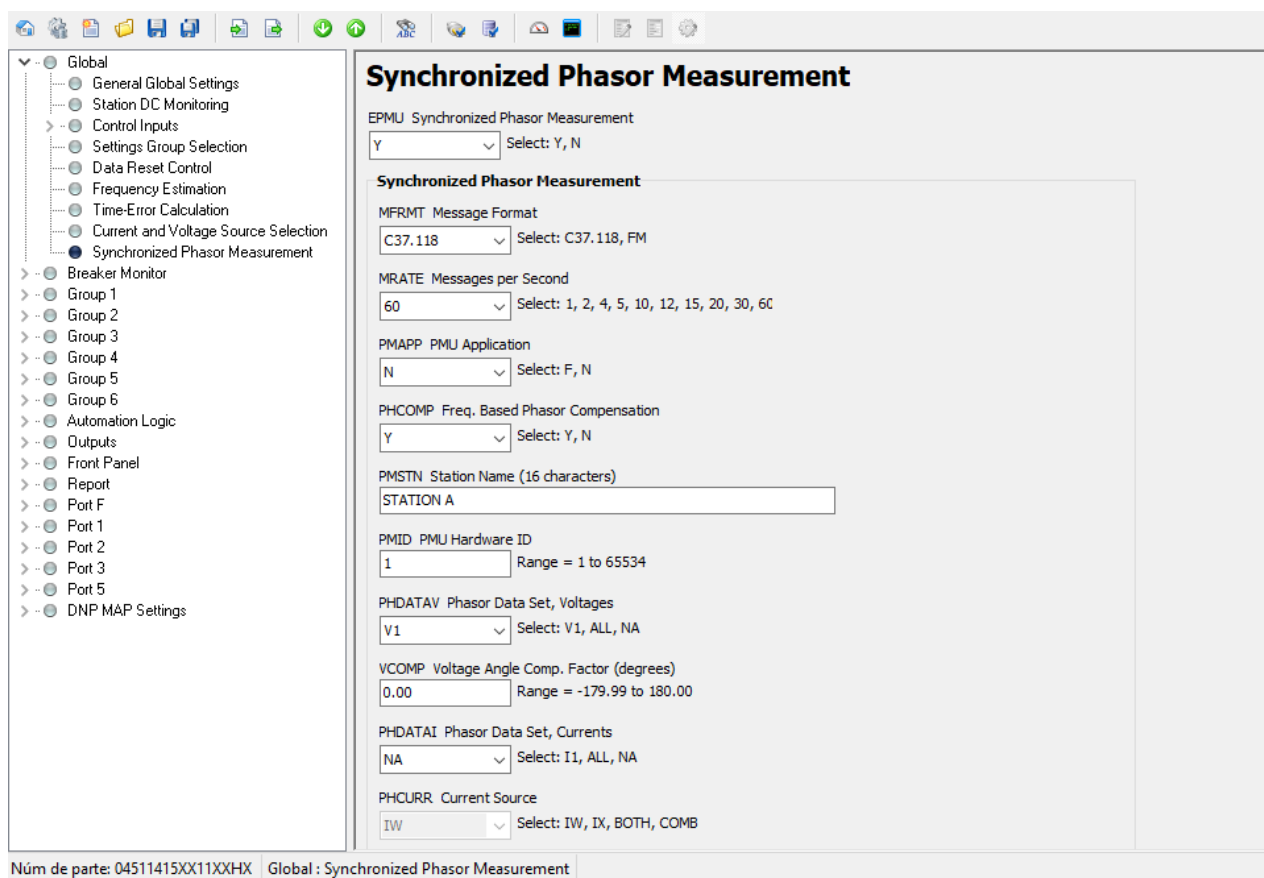 ABC
Global
General Global Settings
Station DC Monitoring
Control Inputs
Settings Group Selection
Data Reset Control
Frequency Estimation
Time-Error Calculation
Current and Voltage Source Selection
Synchronized Phasor Measurement
Breaker Monitor
Group 1
Group 2
Group 3
Group 4
Group 5
Group 6
Automation Logic
Outputs
Front Panel
Report
Port F
Port 1
Port 2
Port 3
Port 5
DNP MAP Settings
Synchronized Phasor Measurement
EPMU Synchronized Phasor Measurement
Y Select: Y, N
Synchronized Phasor Measurement
MFRMT Message Format
C37.118 Select: C37.118, FM
MRATE Messages per Second
60 Select: 1, 2, 4, 5, 10, 12, 15, 20, 30, 60
PMAPP PMU Application
N Select: F, N
PHCOMP Freq. Based Phasor Compensation
Y Select: Y, N
PMSTN Station Name (16 characters)
STATION A
PMID PMU Hardware ID
1 Range = 1 to 65534
PHDATAV Phasor Data Set, Voltages
V1 Select: V1, ALL, NA
VCOMP Voltage Angle Comp. Factor (degrees)
0.00 Range = -179.99 to 180.00
PHDATAI Phasor Data Set, Currents
NA Select: I1, ALL, NA
PHCURR Current Source
IW Select: IW, IX, BOTH, COMB
Núm de parte: 04511415XX11XXHX Global : Synchronized Phasor Measurement